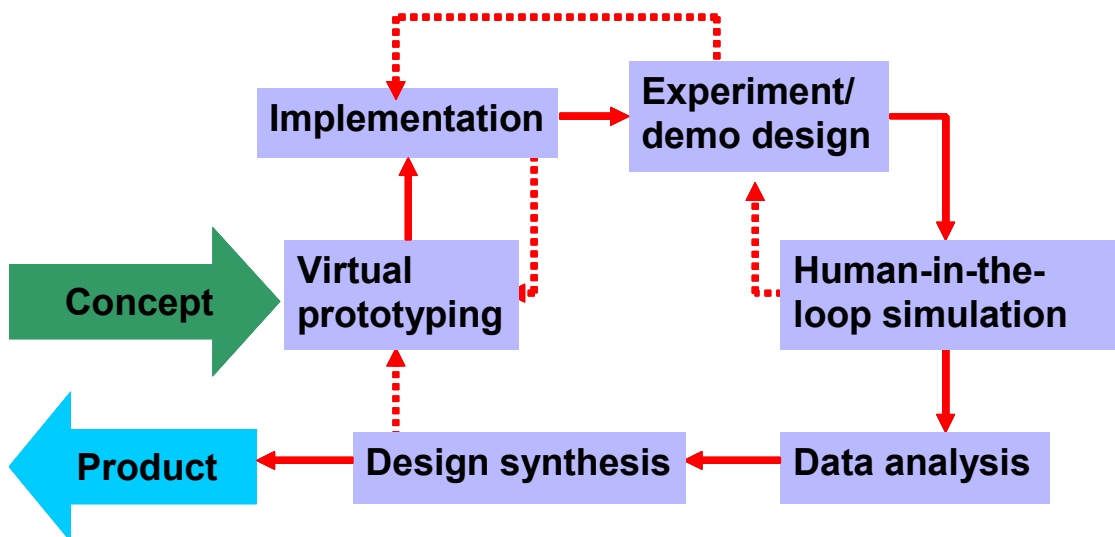 Implementation
Experiment/
demo design
Concept
Virtual
prototyping
Human-in-the-
loop simulation
Product
Design synthesis
Data analysis